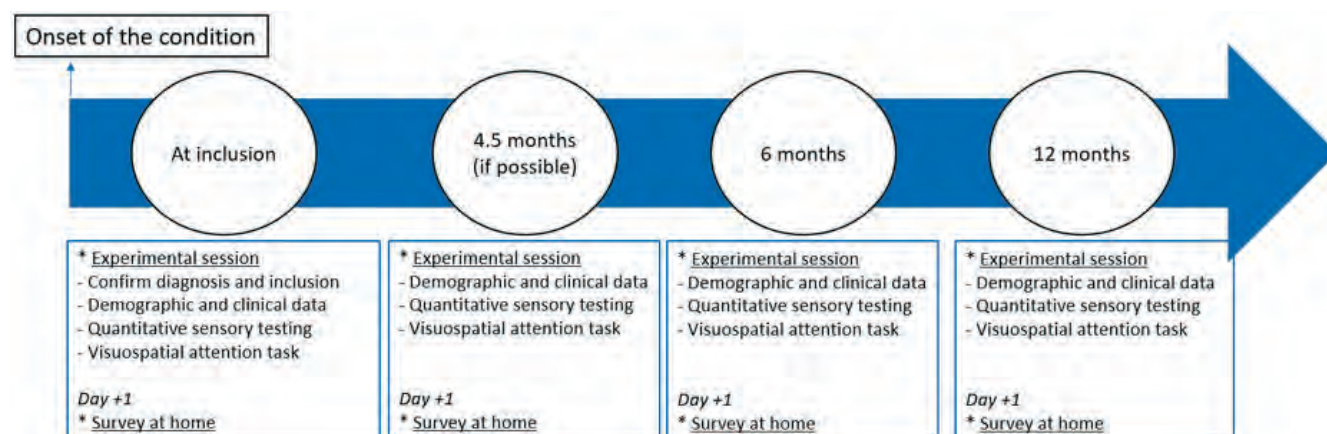 Onset of the condition
At inclusion
4.5 months
(if possible)
6 months
12 months
* Experimental session
- Confirm diagnosis and inclusion
- Demographic and clinical data
- Quantitative sensory testing
- Visuospatial attention task
Day +1
* Survey at home
* Experimental session
- Demographic and clinical data
- Quantitative sensory testing
- Visuospatial attention task
Day +1
* Survey at home
* Experimental session
- Demographic and clinical data
- Quantitative sensory testing
- Visuospatial attention task
Day +1
* Survey at home
* Experimental session
- Demographic and clinical data
- Quantitative sensory testing
- Visuospatial attention task
Day +1
* Survey at home